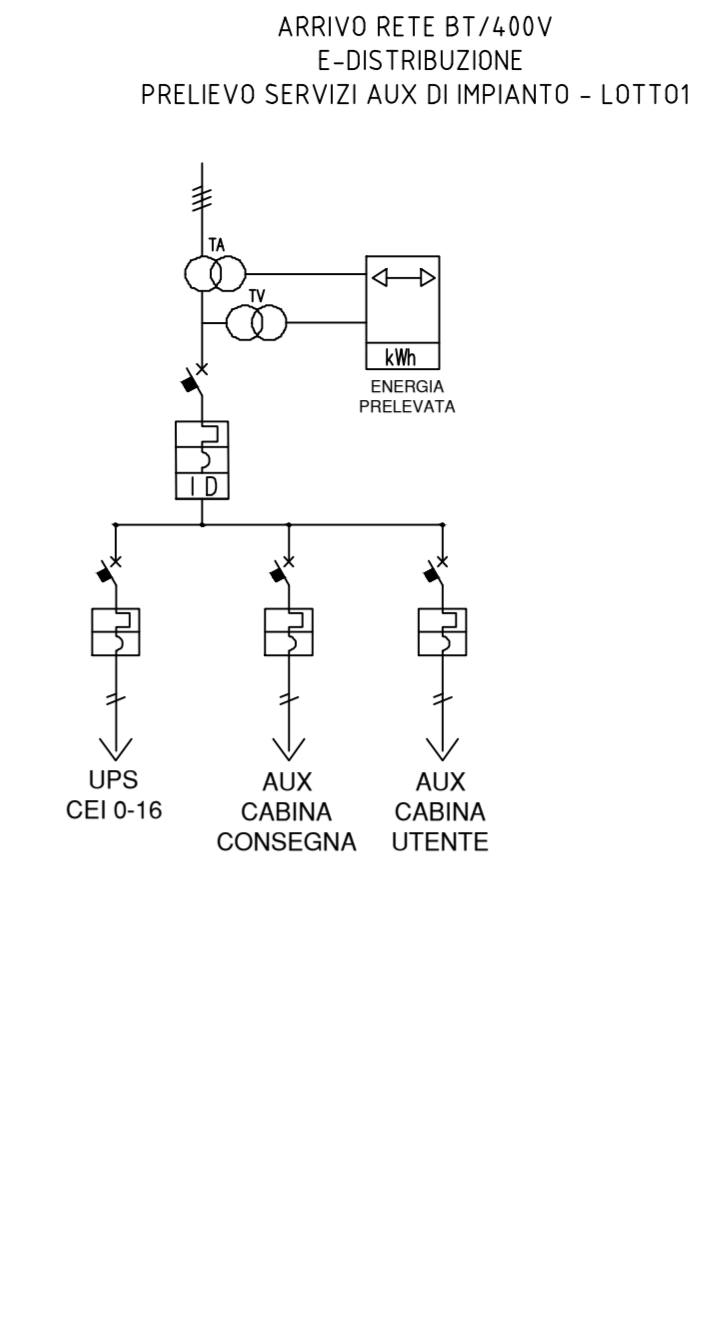 ARRIVO RETE BT/400V
E-DISTRIBUZIONE
PRELIEVO SERVIZI AUX DI IMPIANTO - LOTTO1
TA
TV
kWh
ENERGIA
PRELEVATA
I D
UPS
CEI 0-16
AUX
CABINA
CONSEGNA
AUX
CABINA
UTENTE